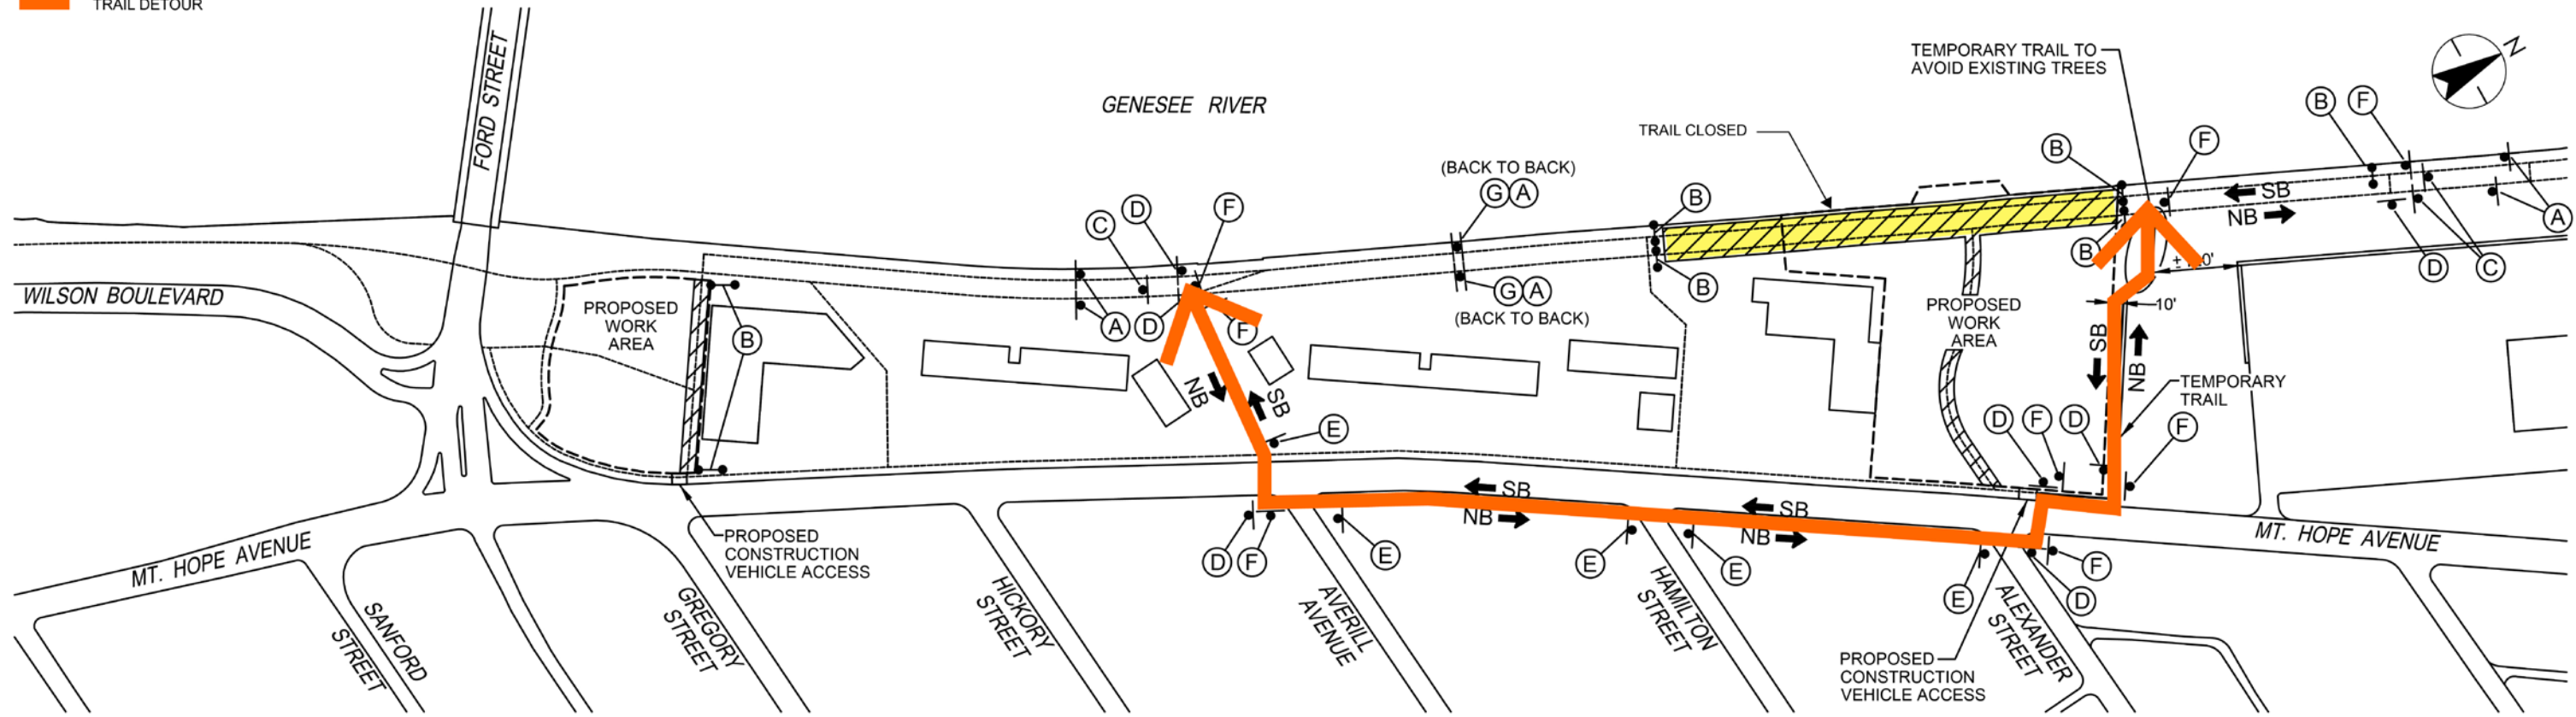 TRAIL DETOUR
FORD STREET
GENESEE RIVER
TEMPORARY TRAIL TO
AVOID EXISTING TREES
N
TRAIL CLOSED
B
F
B
F
(BACK TO BACK)
G A
B
D
F
C
SB
NB
A
D
C
B
WILSON BOULEVARD
PROPOSED
WORK
AREA
B
A
D
F
G A
(BACK TO BACK)
B
PROPOSED
WORK
AREA
10'
SB
NB
TEMPORARY
TRAIL
NB
SB
E
D
F
D
F
SB
NB
SB
NB
MT. HOPE AVENUE
MT. HOPE AVENUE
PROPOSED
CONSTRUCTION
VEHICLE ACCESS
D
F
E
E
E
E
F
D
SANFORD
STREET
GREGORY
STREET
HICKORY
STREET
AVERILL
AVENUE
HAMILTON
STREET
ALEXANDER
STREET
PROPOSED
CONSTRUCTION
VEHICLE ACCESS